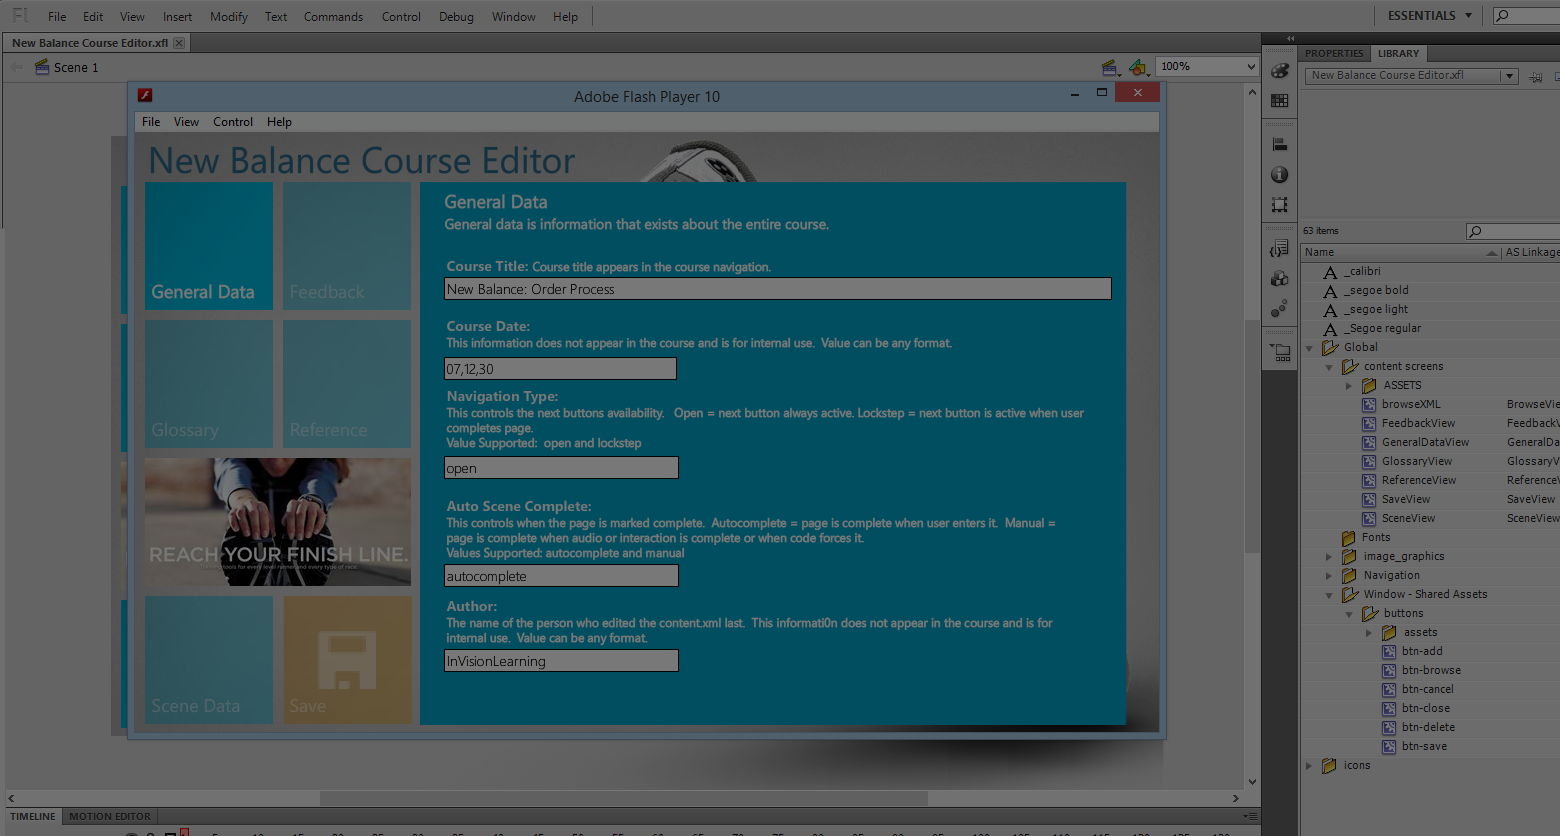 Fl File Edit View Insert Modify Text Commands Control Debug Window Help ESSENTIALS
New Balance Course Editor.xfl
Scene 1 100%
PROPERTIES LIBRARY
New Balance Course Editor.xfl
Adobe Flash Player 10
File View Control Help
New Balance Course Editor
General Data
Feedback
Glossary
Reference
REACH YOUR FINISH LINE.
Scene Data
Save
General Data
General data is information that exists about the entire course.
Course Title: Course title appears in the course navigation.
New Balance: Order Process
Course Date:
This information does not appear in the course and is for internal use. Value can be any format.
07,12,30
Navigation Type:
This controls the next buttons availability. Open = next button always active. Lockstep = next button is active when user
completes page.
Value Supported: open and lockstep
open
Auto Scene Complete:
This controls when the page is marked complete. Autocomplete = page is complete when user enters it. Manual =
page is complete when audio or interaction is complete or when code forces it.
Values Supported: autocomplete and manual
autocomplete
Author:
The name of the person who edited the content.xml last. This informati0n does not appear in the course and is for
internal use. Value can be any format.
InVisionLearning
63 items
Name AS Linkage
_calibri
_segoe bold
_segoe light
_Segoe regular
Global
content screens
ASSETS
browseXML BrowseVie
FeedbackView FeedbackV
GeneralDataView GeneralDa
GlossaryView GlossaryV
ReferenceView Reference
SaveView SaveView
SceneView SceneView
Fonts
image_graphics
Navigation
Window - Shared Assets
buttons
assets
btn-add
btn-browse
btn-cancel
btn-close
btn-delete
btn-save
icons
TIMELINE MOTION EDITOR